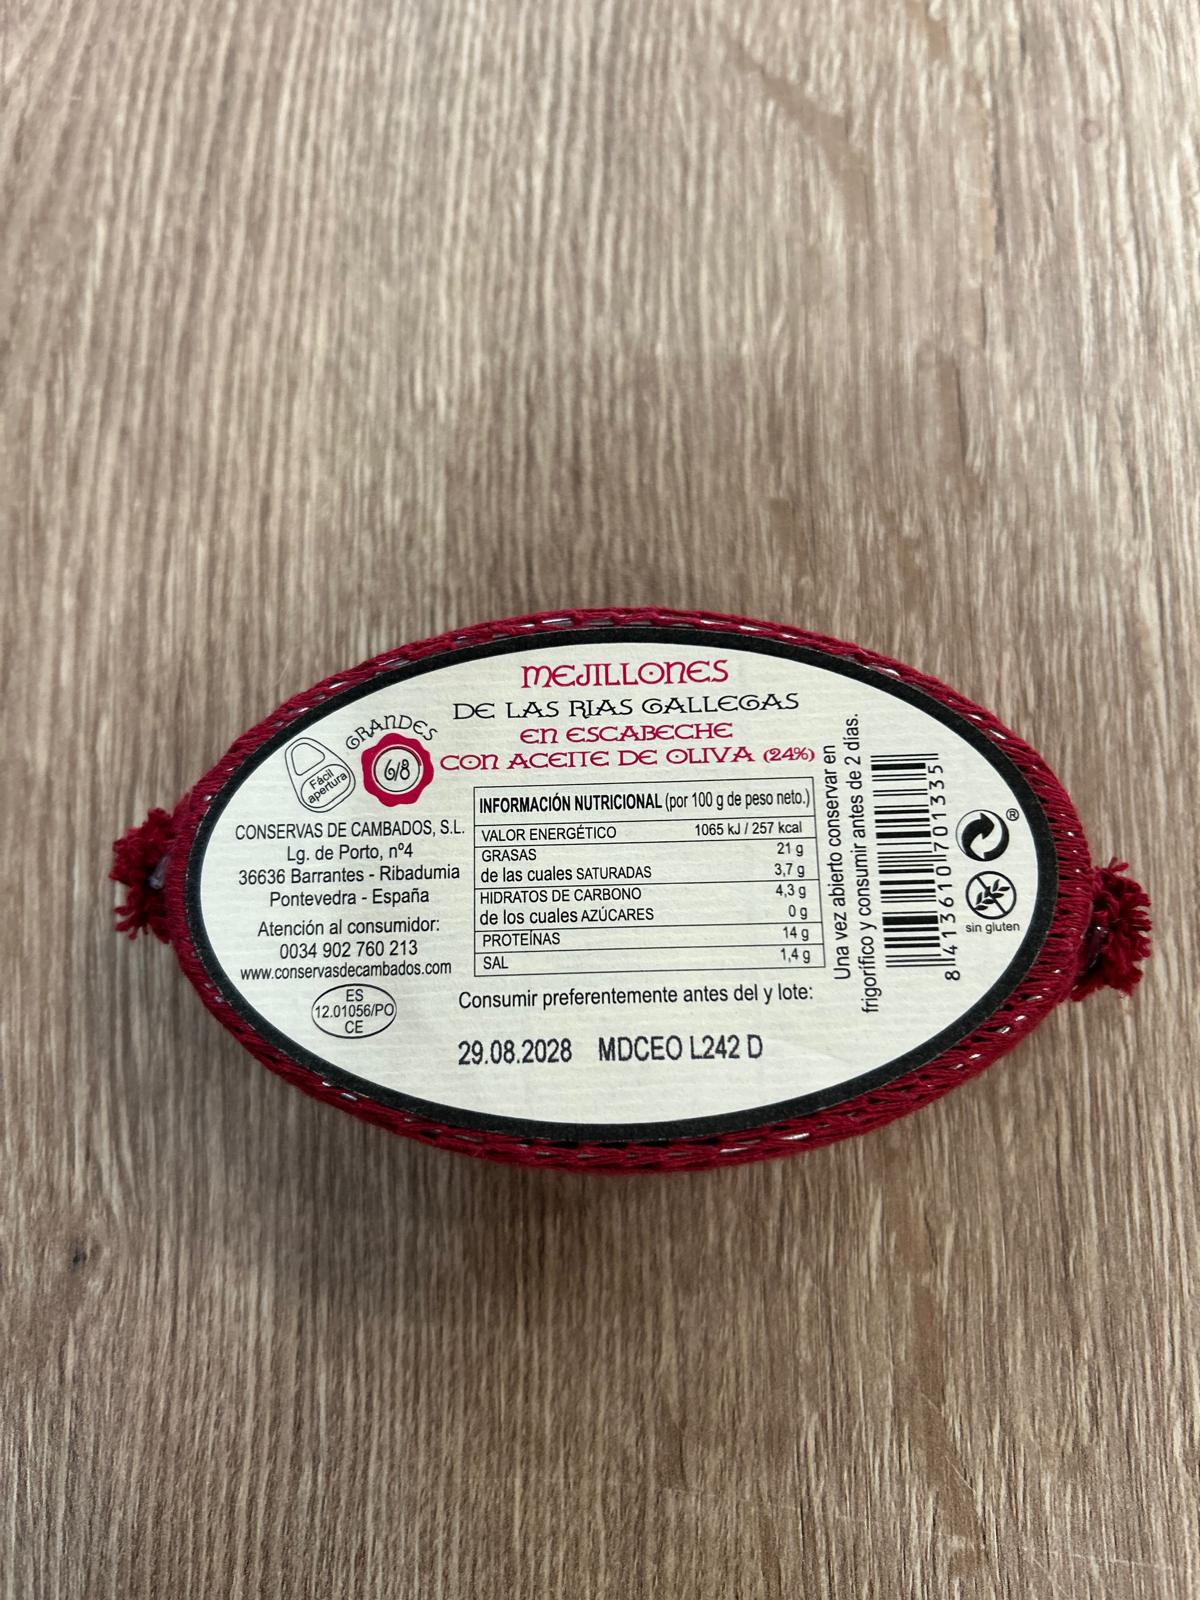 MEJILLONES
DE LAS RIAS GALLEGAS
EN ESCABECHE
CON ACEITE DE OLIVA (24%)
Fácil
apertura
GRANDES
6/8
CONSERVAS DE CAMBADOS, S.L.
Lg. de Porto, nº4
36636 Barrantes - Ribadumia
Pontevedra - España
Atención al consumidor:
0034 902 760 213
www.conservasdecambados.com
ES
12.01056/PO
CE
INFORMACIÓN NUTRICIONAL (por 100 g de peso neto.)
VALOR ENERGÉTICO 1065 kJ / 257 kcal
GRASAS 21 g
de las cuales SATURADAS 3,7 g
HIDRATOS DE CARBONO 4,3 g
de los cuales AZÚCARES 0 g
PROTEÍNAS 14 g
SAL 1,4 g
Consumir preferentemente antes del y lote:
29.08.2028 MDCEO L242 D
Una vez abierto conservar en
frigorífico y consumir antes de 2 días.
8 413610 701335
®
sin gluten